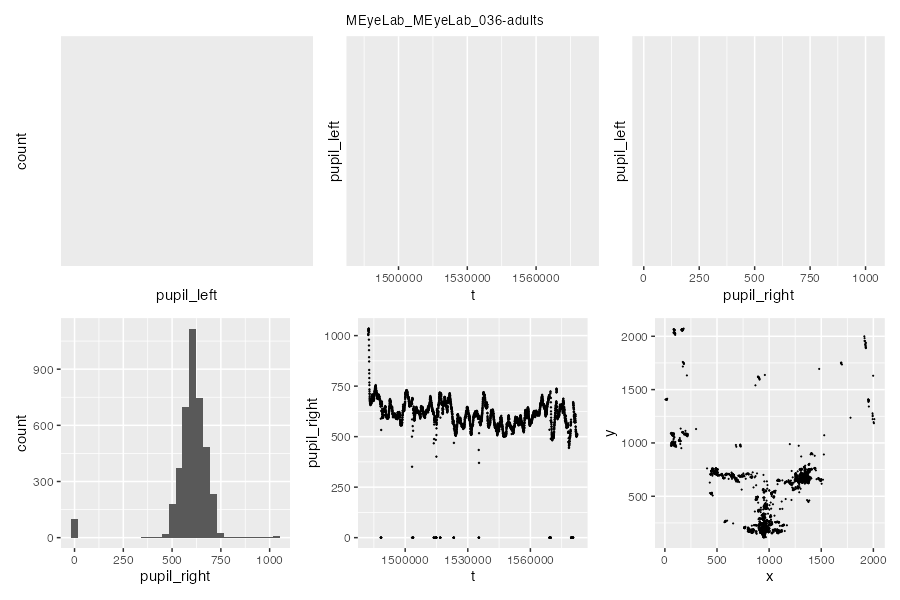 MEyeLab_MEyeLab_036-adults
count
pupil_left
pupil_left
1500000 1530000 1560000
t
pupil_left
0 250 500 750 1000
pupil_right
count
900
600
300
0
0 250 500 750 1000
pupil_right
pupil_right
1000
750
500
250
0
1500000 1530000 1560000
t
y
2000
1500
1000
500
0 500 1000 1500 2000
x